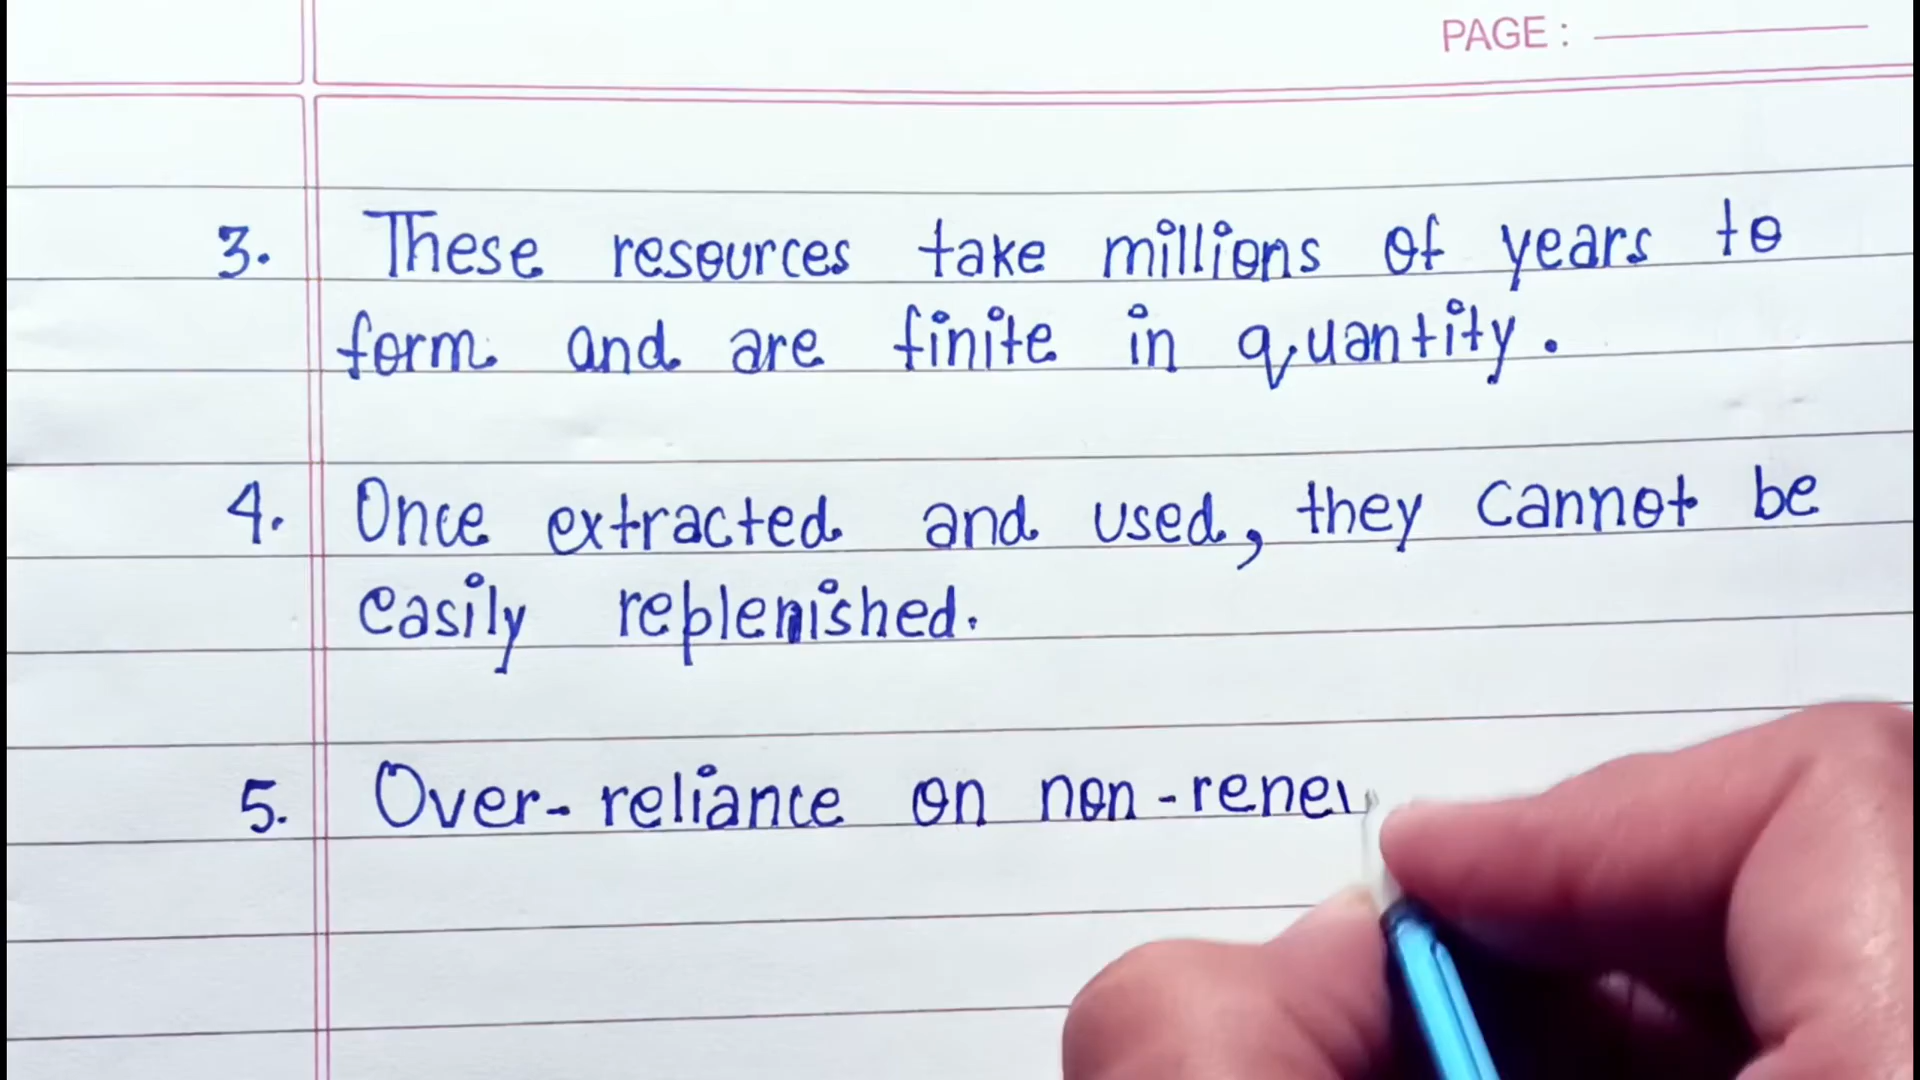 PAGE :
3. These resources take millions of years to
form and are finite in quantity.
4. Once extracted and used, they cannot be
easily replenished.
5. Over-reliance on non-